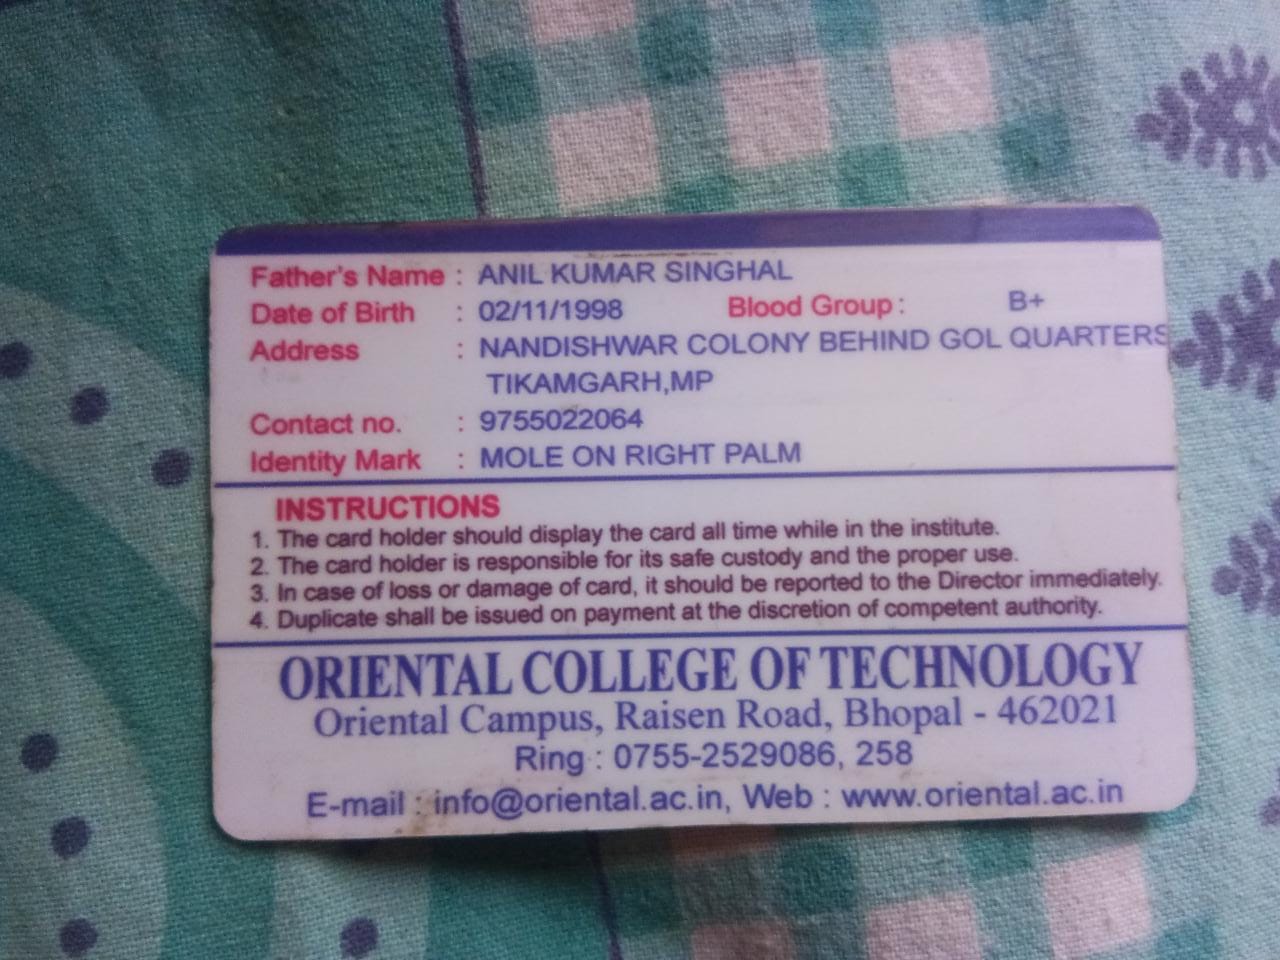 Father's Name : ANIL KUMAR SINGHAL
Date of Birth : 02/11/1998 Blood Group : B+
Address : NANDISHWAR COLONY BEHIND GOL QUARTERS
TIKAMGARH,MP
Contact no. : 9755022064
Identity Mark : MOLE ON RIGHT PALM
INSTRUCTIONS
1. The card holder should display the card all time while in the institute.
2. The card holder is responsible for its safe custody and the proper use.
3. In case of loss or damage of card, it should be reported to the Director immediately.
4. Duplicate shall be issued on payment at the discretion of competent authority.
ORIENTAL COLLEGE OF TECHNOLOGY
Oriental Campus, Raisen Road, Bhopal - 462021
Ring : 0755-2529086, 258
E-mail : info@oriental.ac.in, Web : www.oriental.ac.in